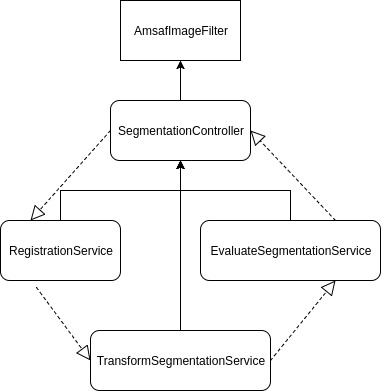 AmsafImageFilter
SegmentationController
RegistrationService
EvaluateSegmentationService
TransformSegmentationService